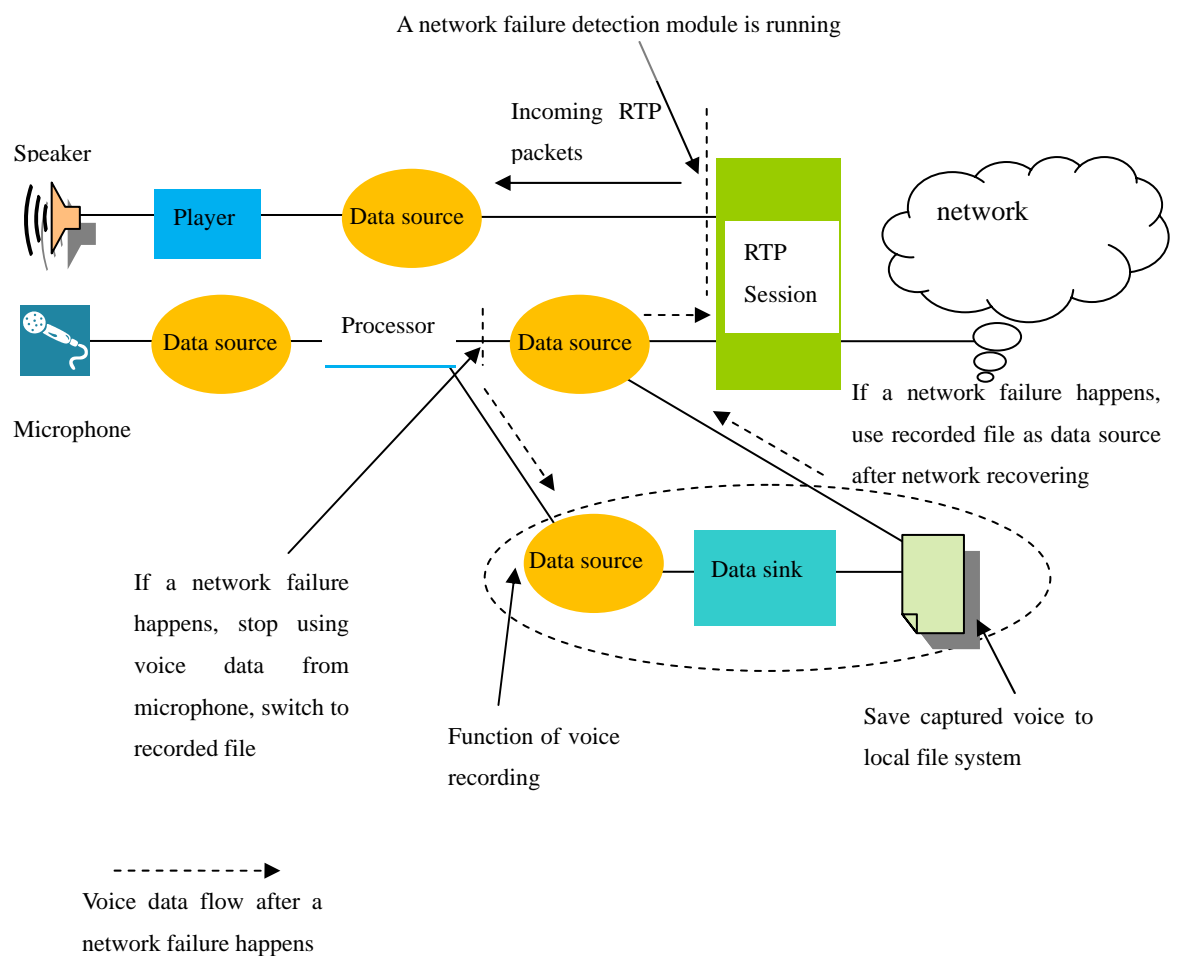 A network failure detection module is running
Incoming RTP
packets
Speaker
Player
Data source
network
RTP
Session
Processor
Data source
Data source
Microphone
If a network failure happens,
use recorded file as data source
after network recovering
Data source
Data sink
If a network failure
happens, stop using
voice data from
microphone, switch to
recorded file
Function of voice
recording
Save captured voice to
local file system
Voice data flow after a
network failure happens